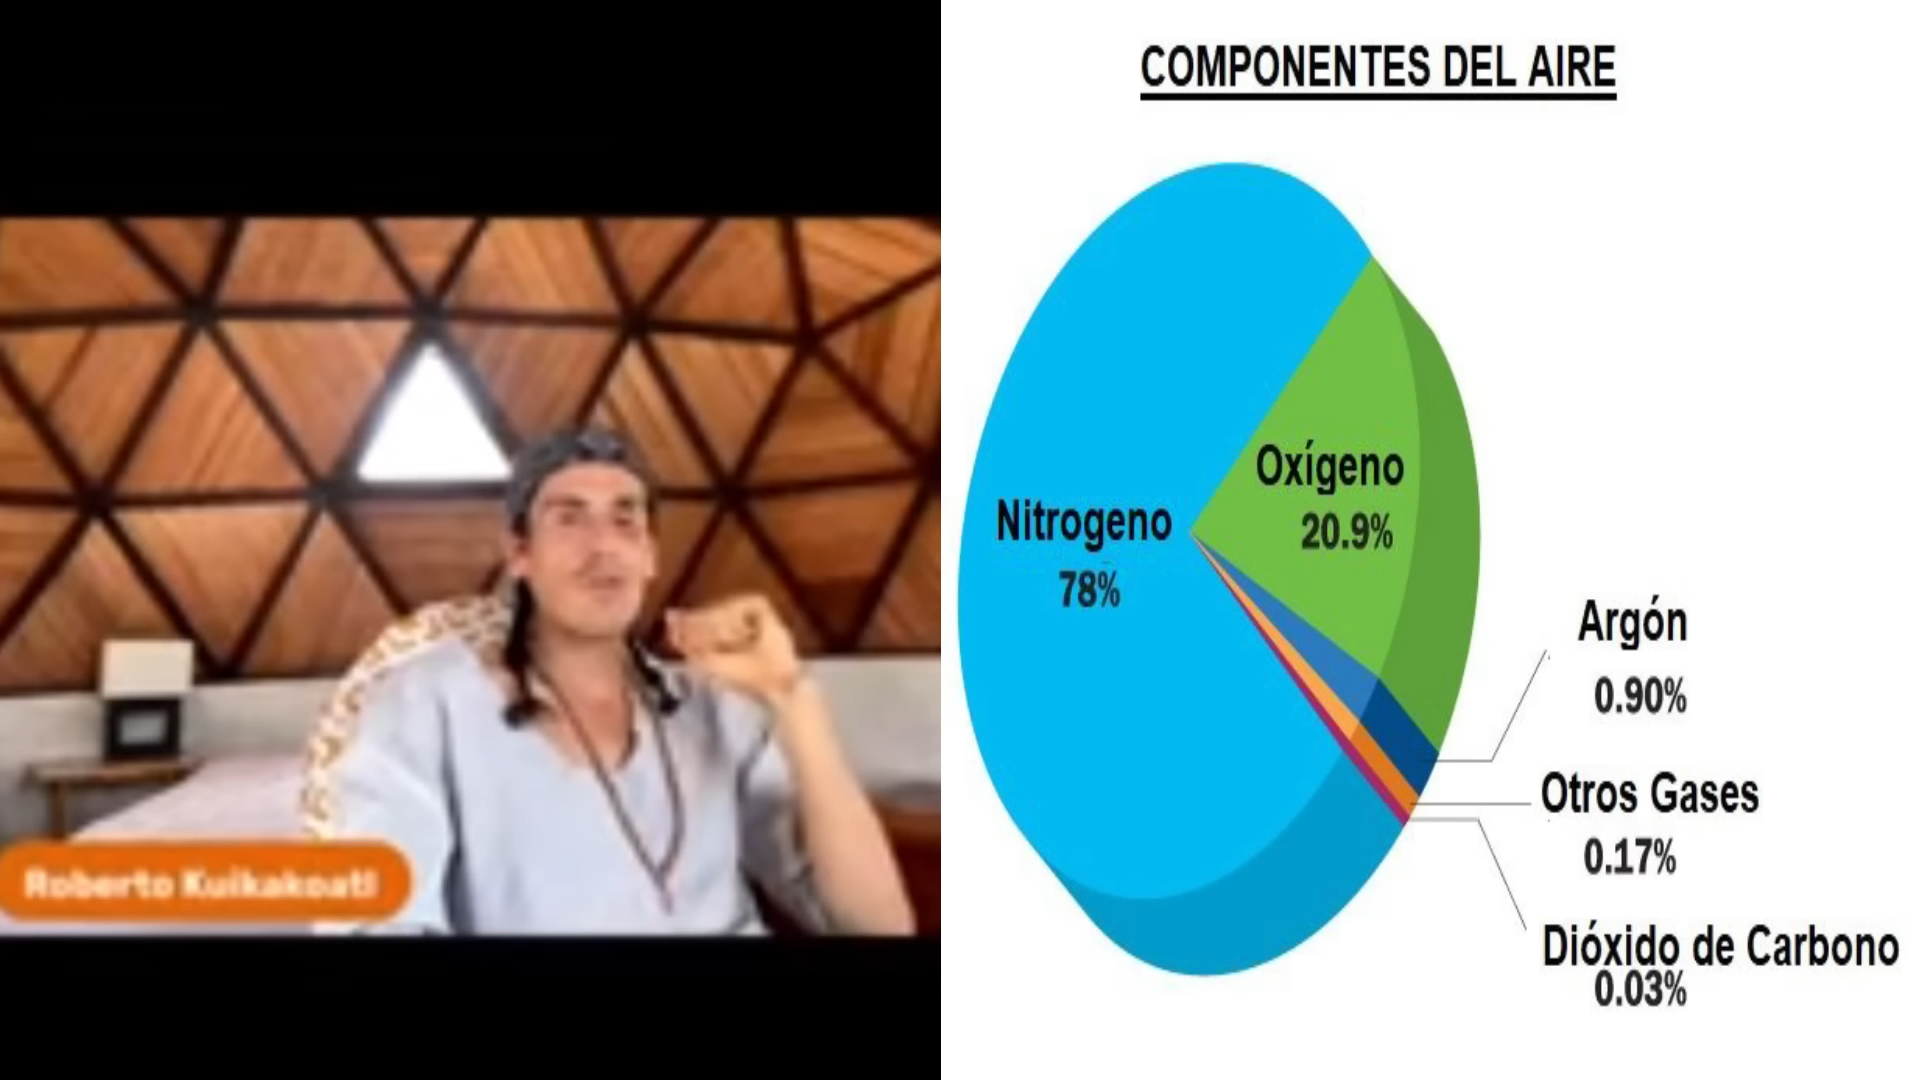 Roberto Kuikakoatl
COMPONENTES DEL AIRE
Nitrogeno
78%
Oxígeno
20.9%
Argón
0.90%
Otros Gases
0.17%
Dióxido de Carbono
0.03%